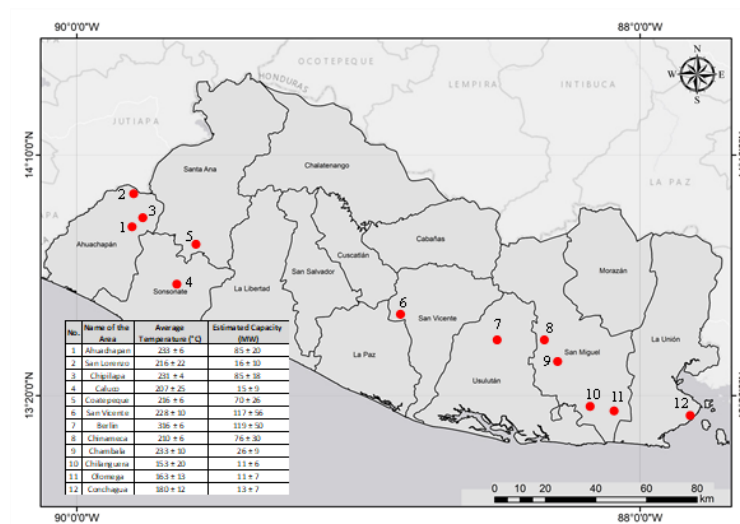 90°0'0"W 88°0'0"W
N
W E
S
OCOTEPEQUE
HONDURAS
LEMPIRA
INTIBUCA
JUTIAPA
14°10'0"N
Santa Ana
Chalatenango
LA PAZ
2
3
1
5
Ahuachapán
Cabañas
Cuscatlán
San Salvador
La Libertad
Morazán
4
Sonsonate
6
San Vicente
7
8
La Unión
La Paz
9
San Miguel
Usulután
13°20'0"N
10
11
12
No. Name of the Area Average Temperature (°C) Estimated Capacity (MW)
1 Ahuachapan 233 ± 6 85 ± 20
2 San Lorenzo 216 ± 22 16 ± 10
3 Chipilapa 231 ± 4 85 ± 18
4 Caluco 207 ± 25 15 ± 9
5 Coatepeque 216 ± 6 70 ± 26
6 San Vicente 228 ± 10 117 ± 56
7 Berlin 316 ± 6 119 ± 50
8 Chinameca 210 ± 6 76 ± 30
9 Chambala 233 ± 10 26 ± 9
10 Chilanguera 153 ± 20 11 ± 6
11 Olomega 163 ± 13 11 ± 7
12 Conchagua 180 ± 12 13 ± 7
0 10 20 40 60 80
km
90°0'0"W 88°0'0"W